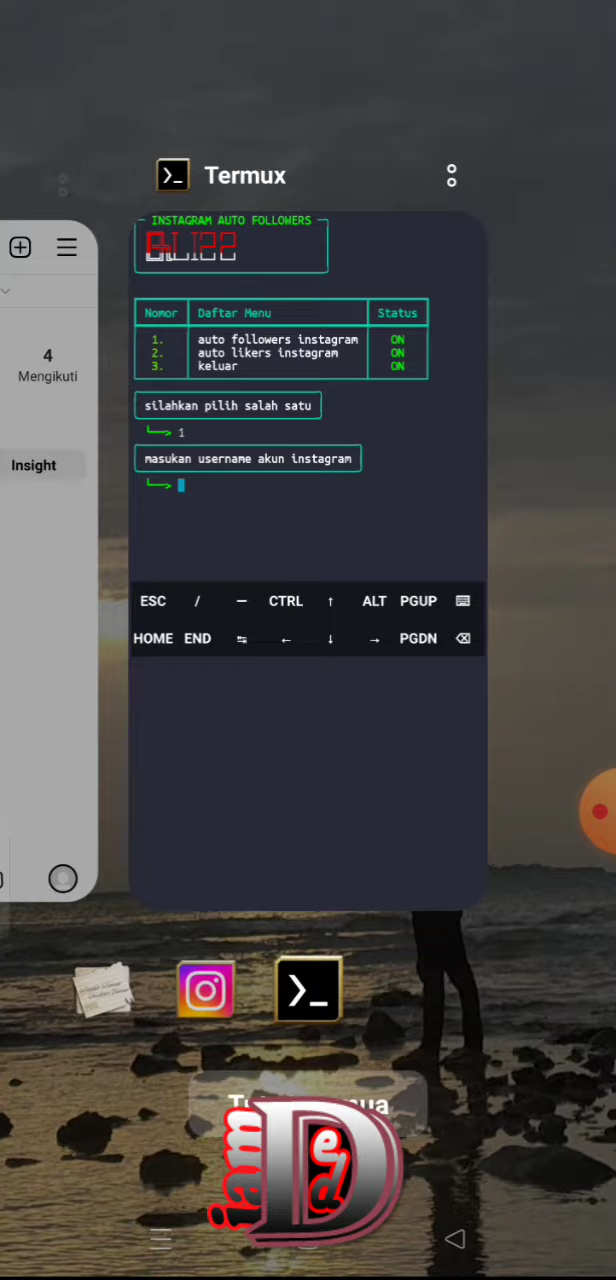 Termux
INSTAGRAM AUTO FOLLOWERS
Nomor Daftar Menu Status
1. auto followers instagram ON
2. auto likers instagram ON
3. keluar ON
silahkan pilih salah satu
1
masukan username akun instagram
4
Mengikuti
Insight
ESC / — CTRL ↑ ALT PGUP
HOME END ↹ ← ↓ → PGDN
iam
D